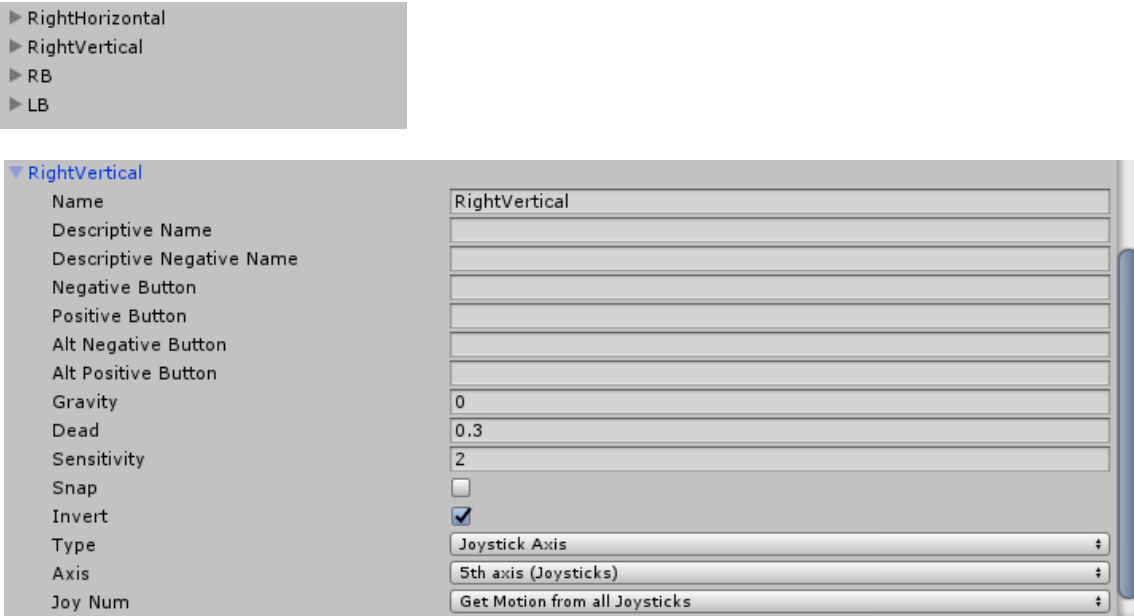 RightHorizontal
RightVertical
RB
LB
RightVertical
Name RightVertical
Descriptive Name
Descriptive Negative Name
Negative Button
Positive Button
Alt Negative Button
Alt Positive Button
Gravity 0
Dead 0.3
Sensitivity 2
Snap
Invert
Type Joystick Axis
Axis 5th axis (Joysticks)
Joy Num Get Motion from all Joysticks